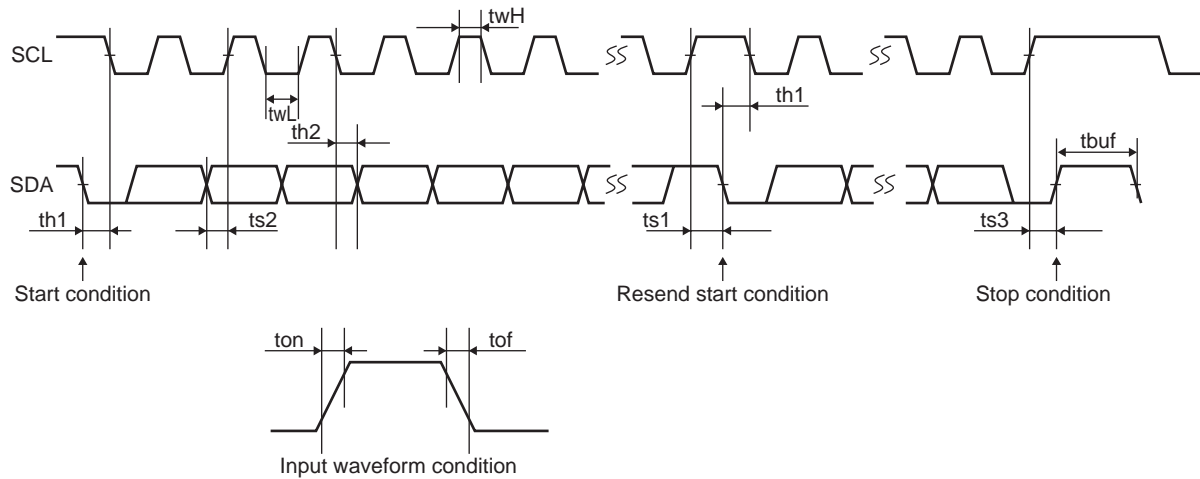 twH
SCL
twL
th1
th2
tbuf
SDA
th1
ts2
ts1
ts3
Start condition
Resend start condition
Stop condition
ton
tof
Input waveform condition